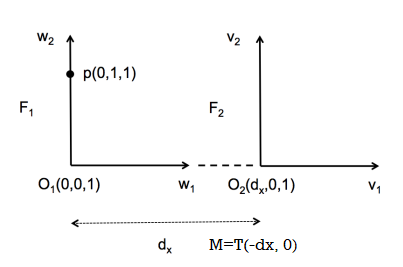 w₂
v₂
p(0,1,1)
F₁
F₂
O₁(0,0,1)
w₁
O₂(dₓ,0,1)
v₁
dₓ
M=T(-dx, 0)